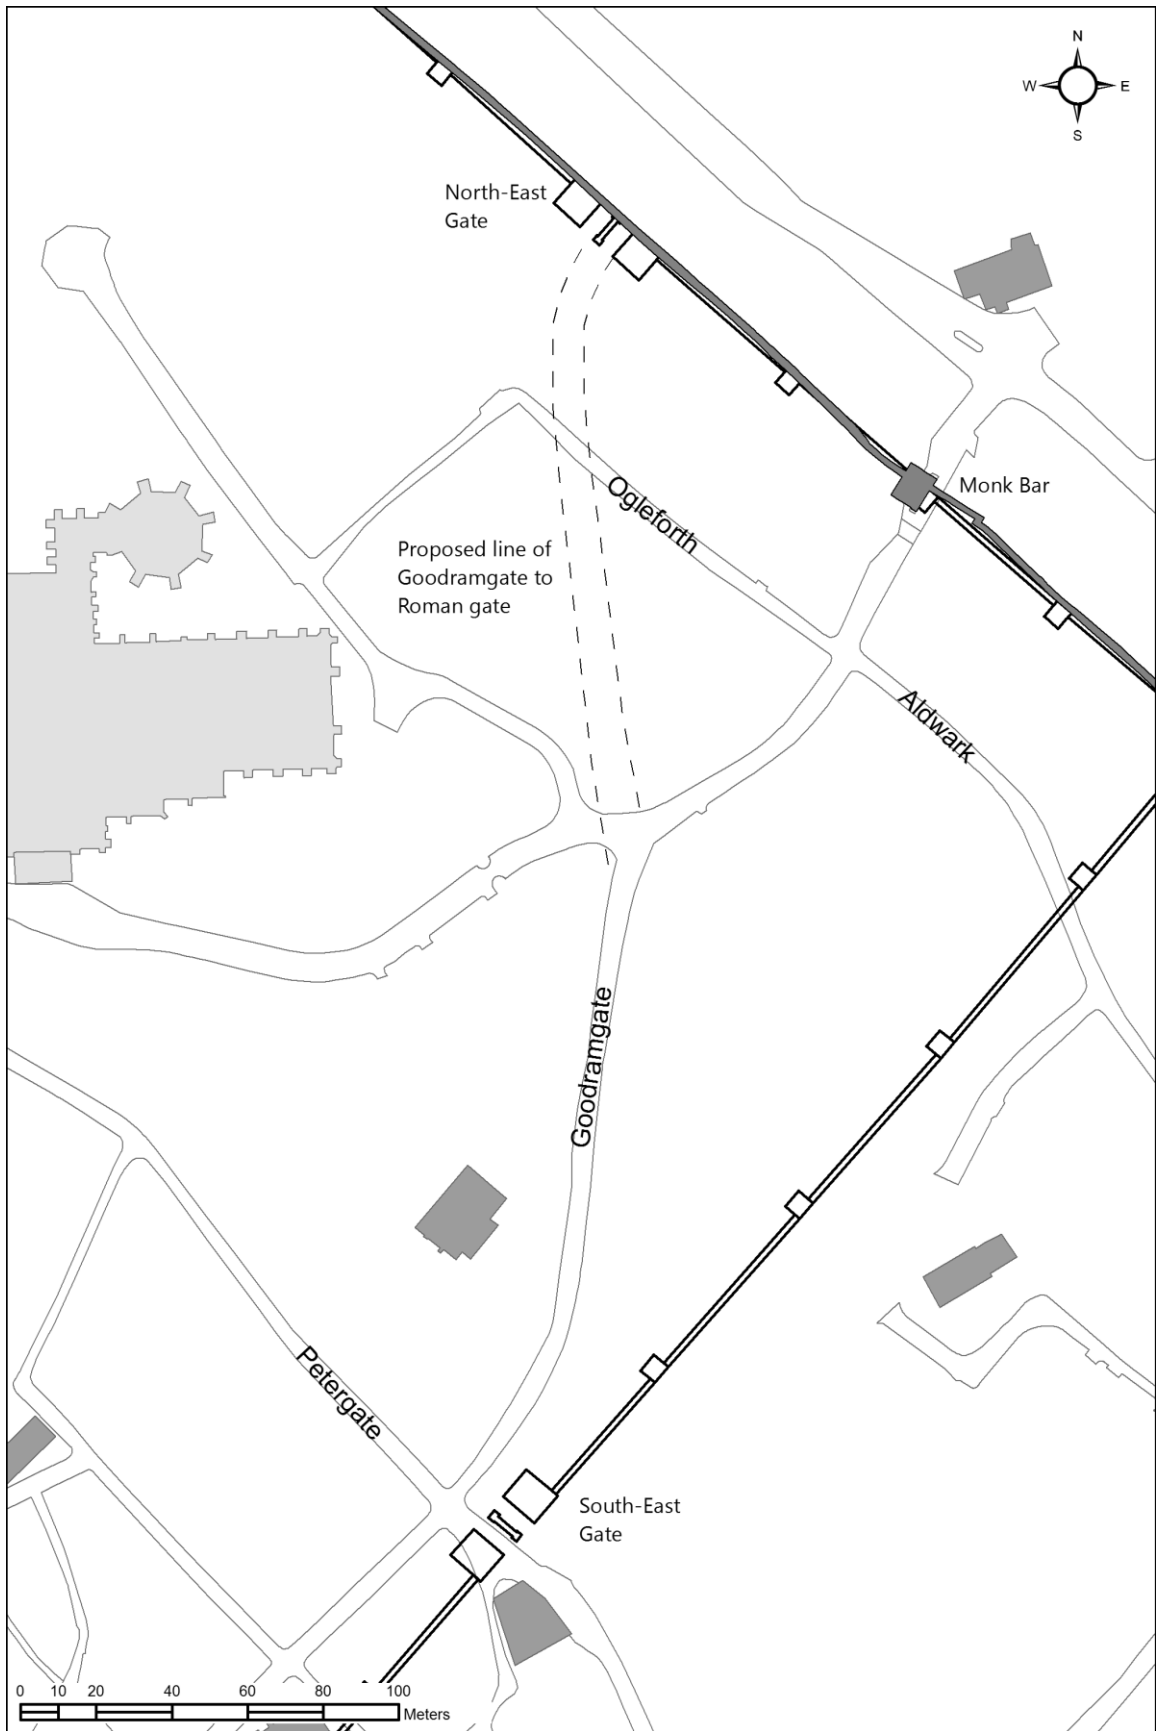 N
W E
S
North-East
Gate
Monk Bar
Ogleforth
Proposed line of
Goodramgate to
Roman gate
Aldwark
Goodramgate
Petergate
South-East
Gate
0 10 20 40 60 80 100
Meters